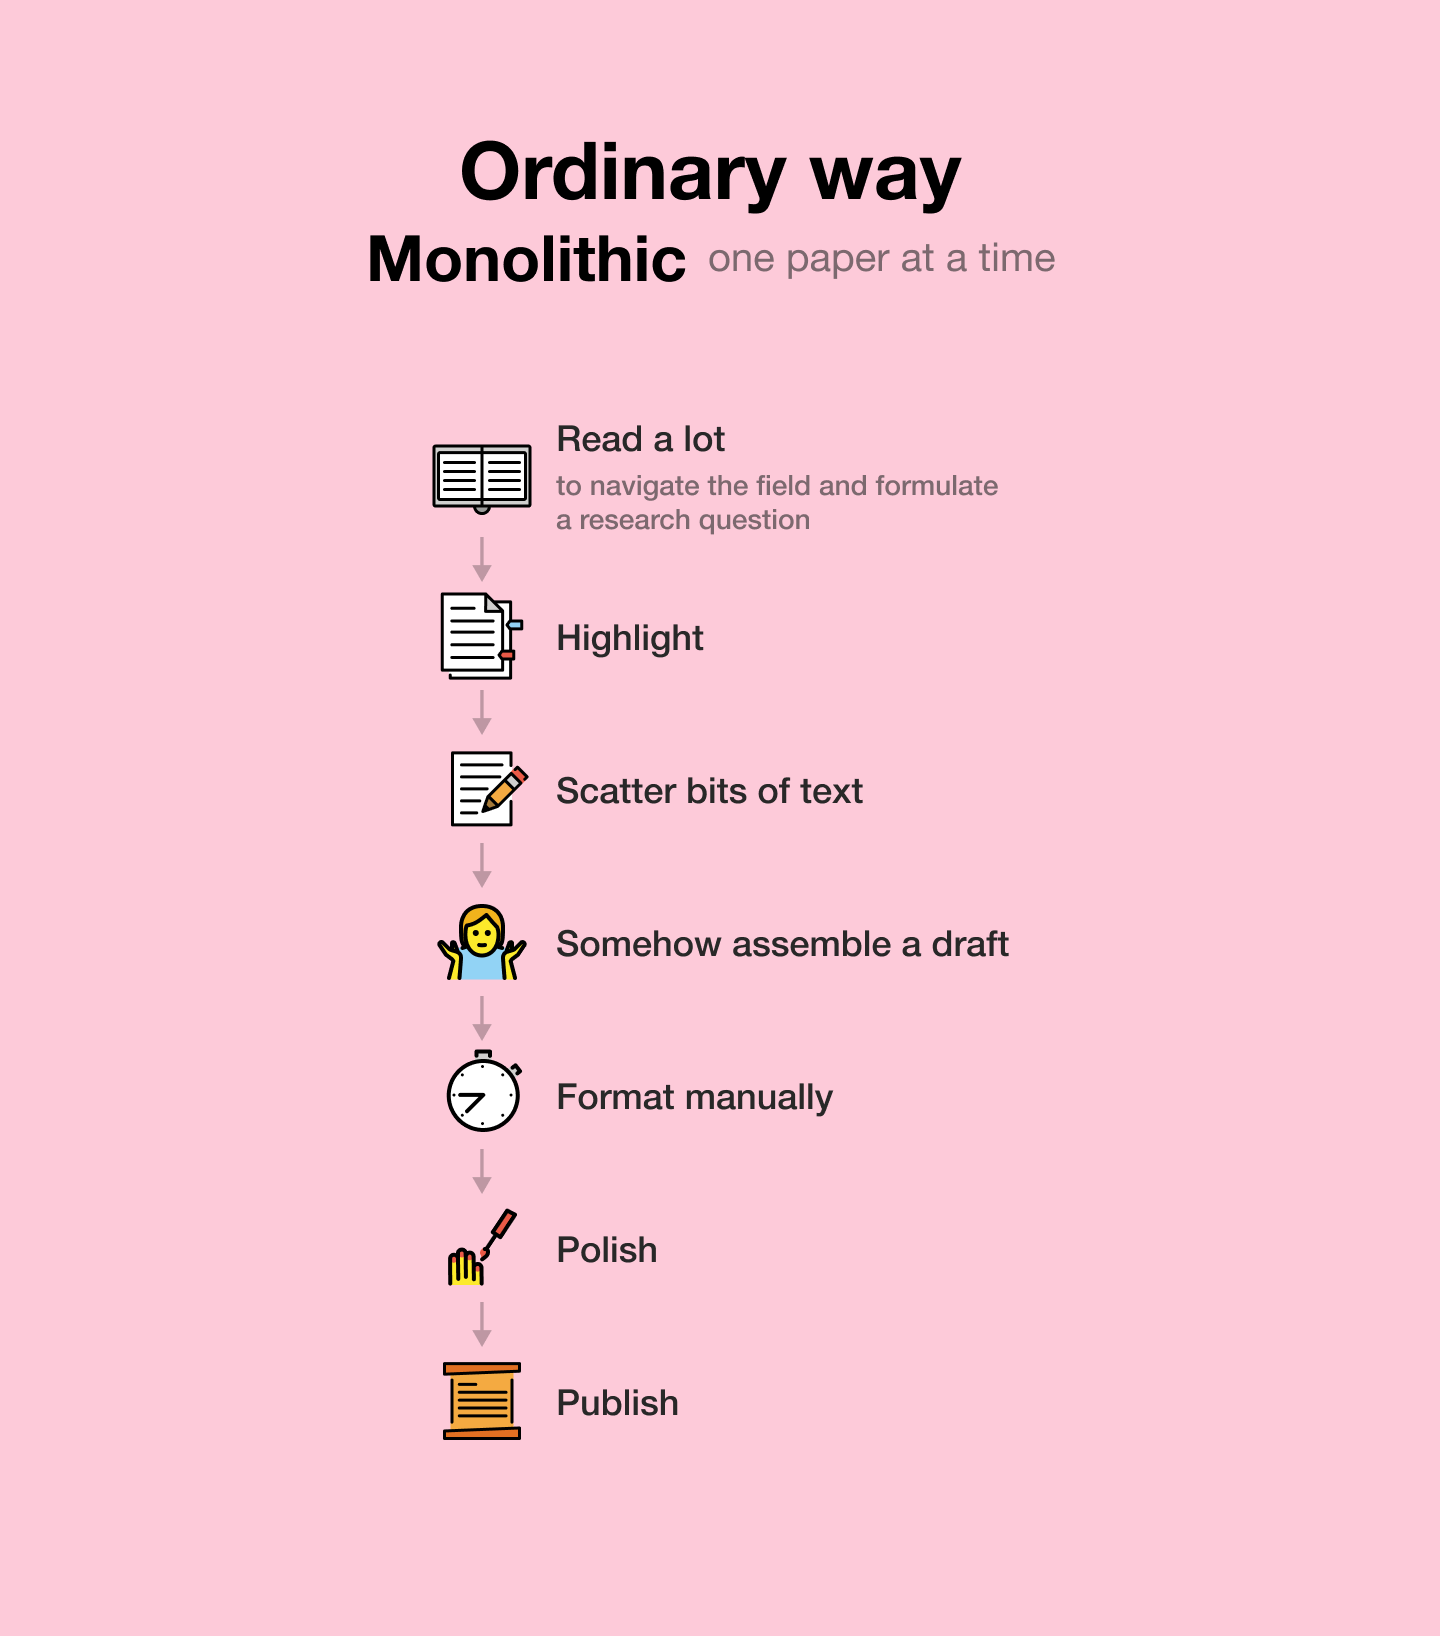 Ordinary way
Monolithic one paper at a time
Read a lot
to navigate the field and formulate
a research question
Highlight
Scatter bits of text
Somehow assemble a draft
Format manually
Polish
Publish